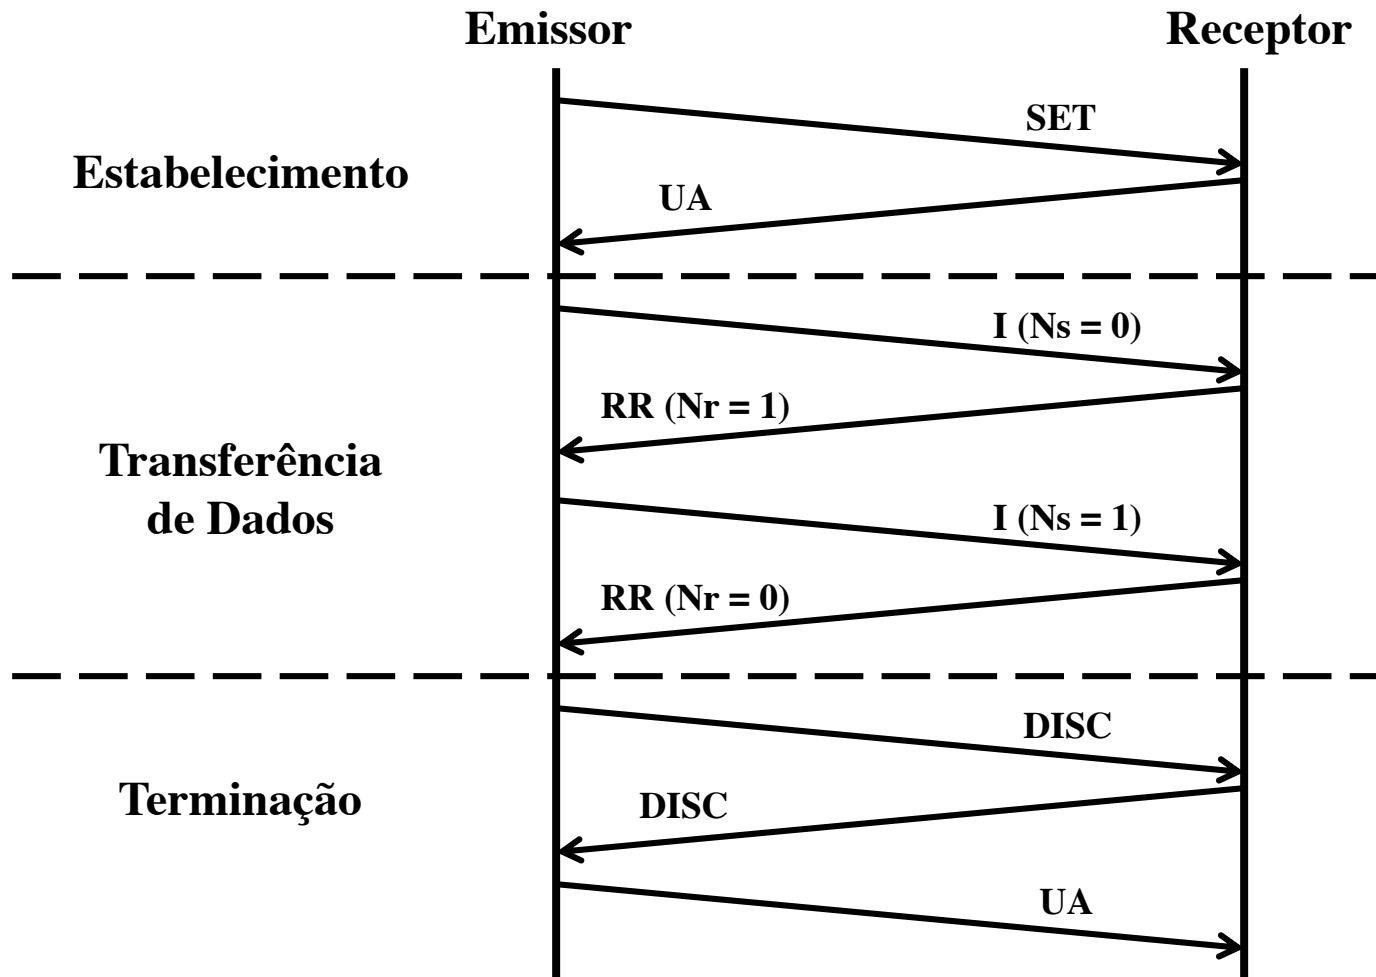 Emissor
Receptor
SET
Estabelecimento
UA
I (Ns = 0)
RR (Nr = 1)
Transferência
de Dados
I (Ns = 1)
RR (Nr = 0)
DISC
Terminação
DISC
UA